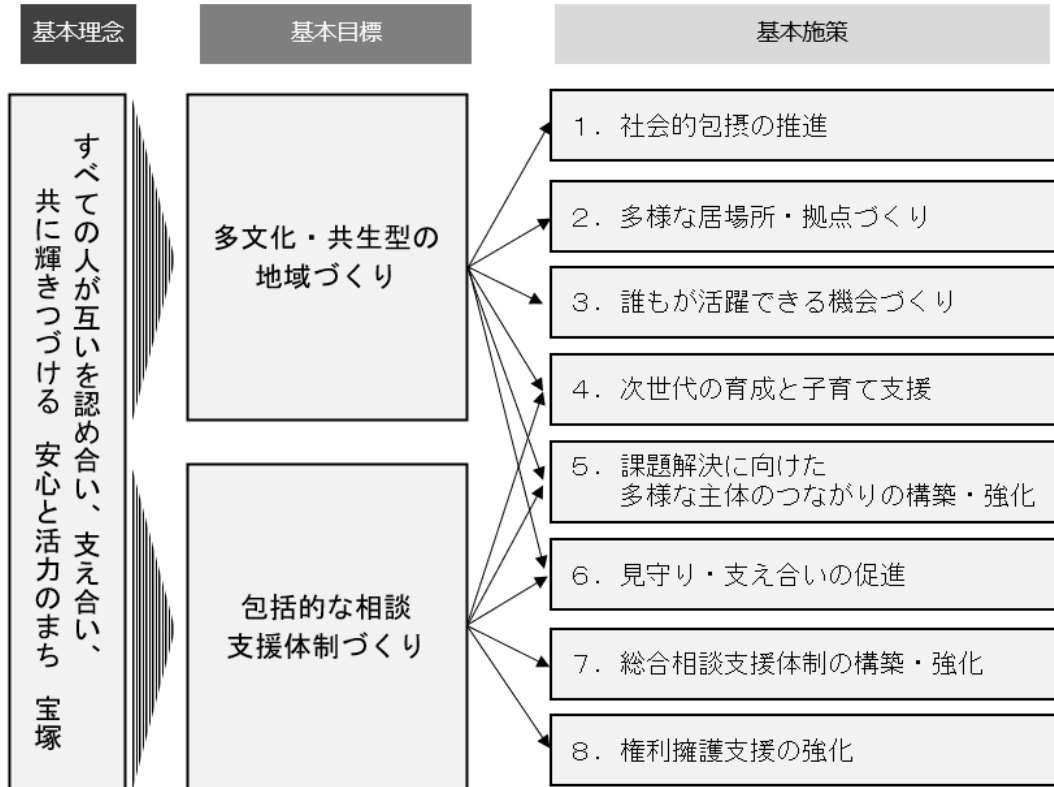 基本理念
基本目標
基本施策
すべての人が互いを認め合い、支え合い、
共に輝きつづける　安心と活力のまち　宝塚
多文化・共生型の
地域づくり
包括的な相談
支援体制づくり
１．社会的包摂の推進
２．多様な居場所・拠点づくり
３．誰もが活躍できる機会づくり
４．次世代の育成と子育て支援
５．課題解決に向けた
多様な主体のつながりの構築・強化
６．見守り・支え合いの促進
７．総合相談支援体制の構築・強化
８．権利擁護支援の強化